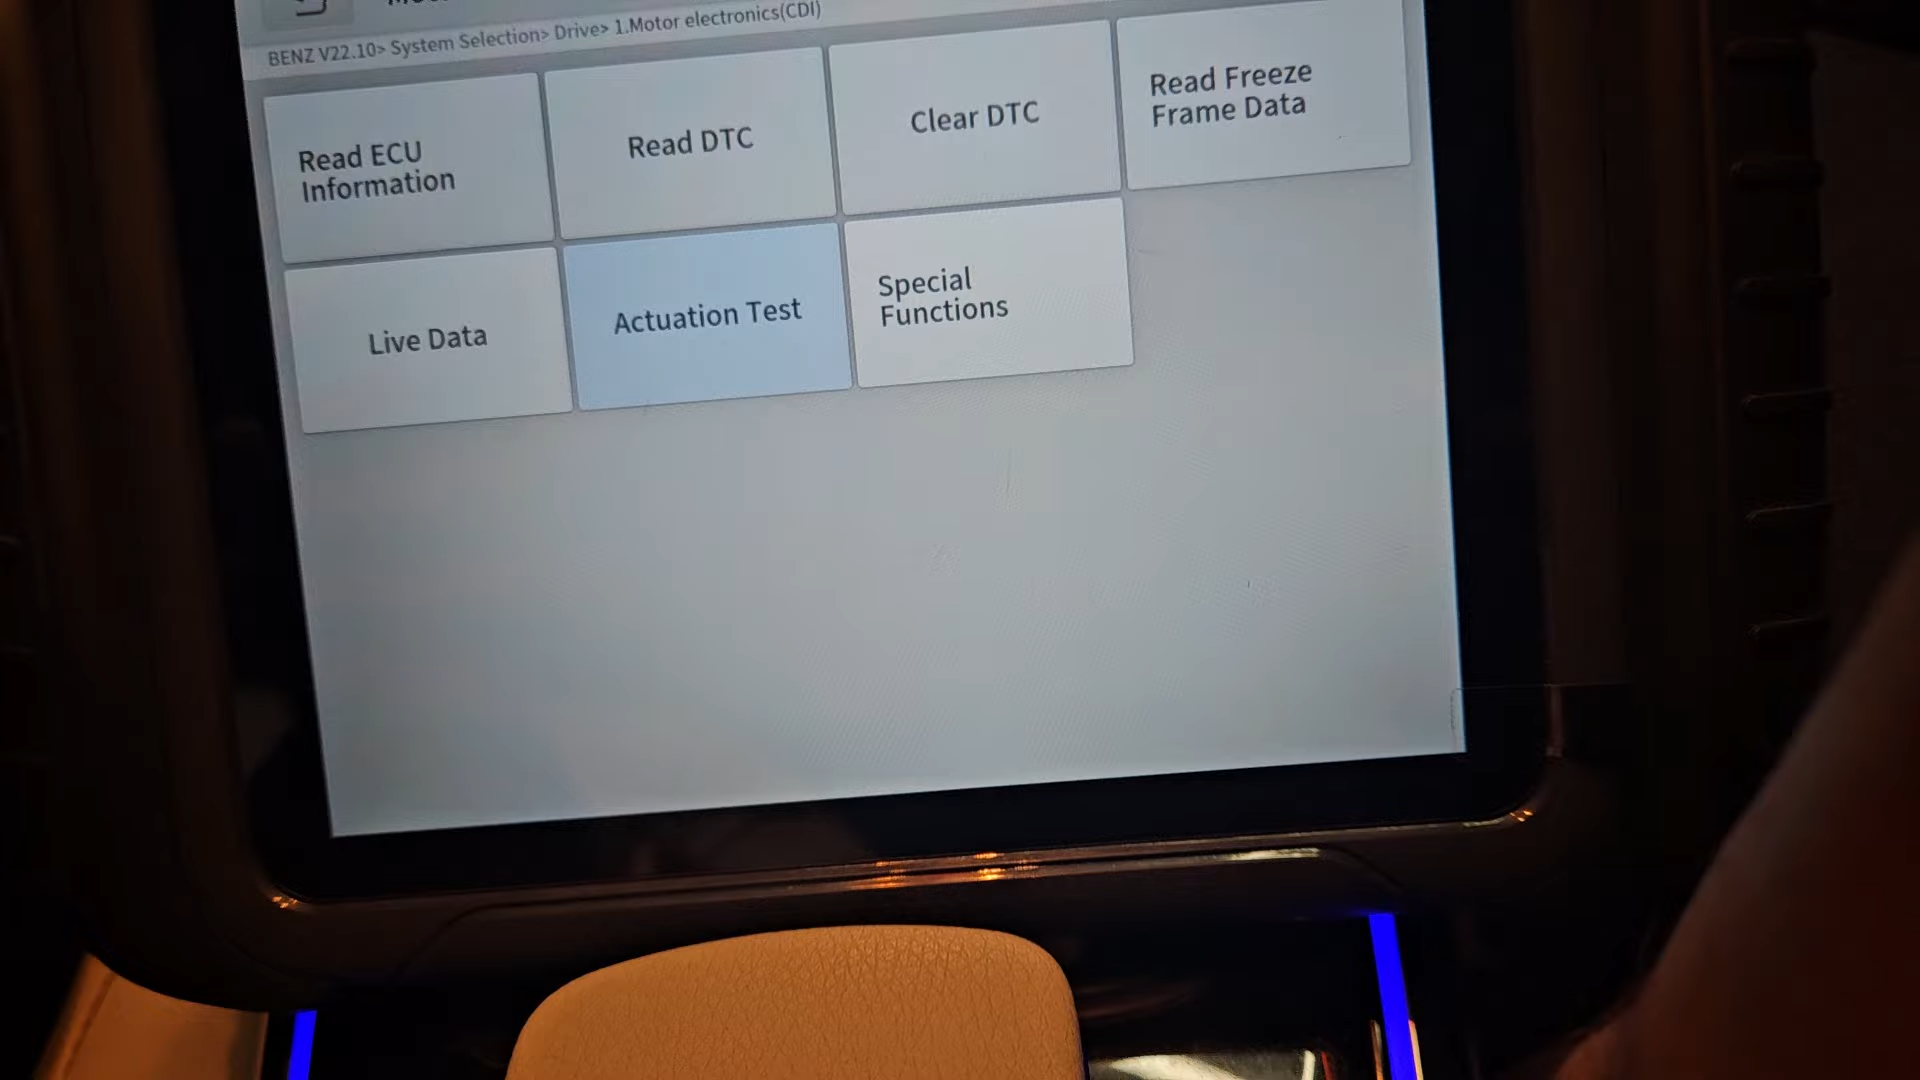 BENZ V22.10> System Selection> Drive> 1.Motor electronics(CDI)
Read ECU
Information
Read DTC
Clear DTC
Read Freeze
Frame Data
Live Data
Actuation Test
Special
Functions